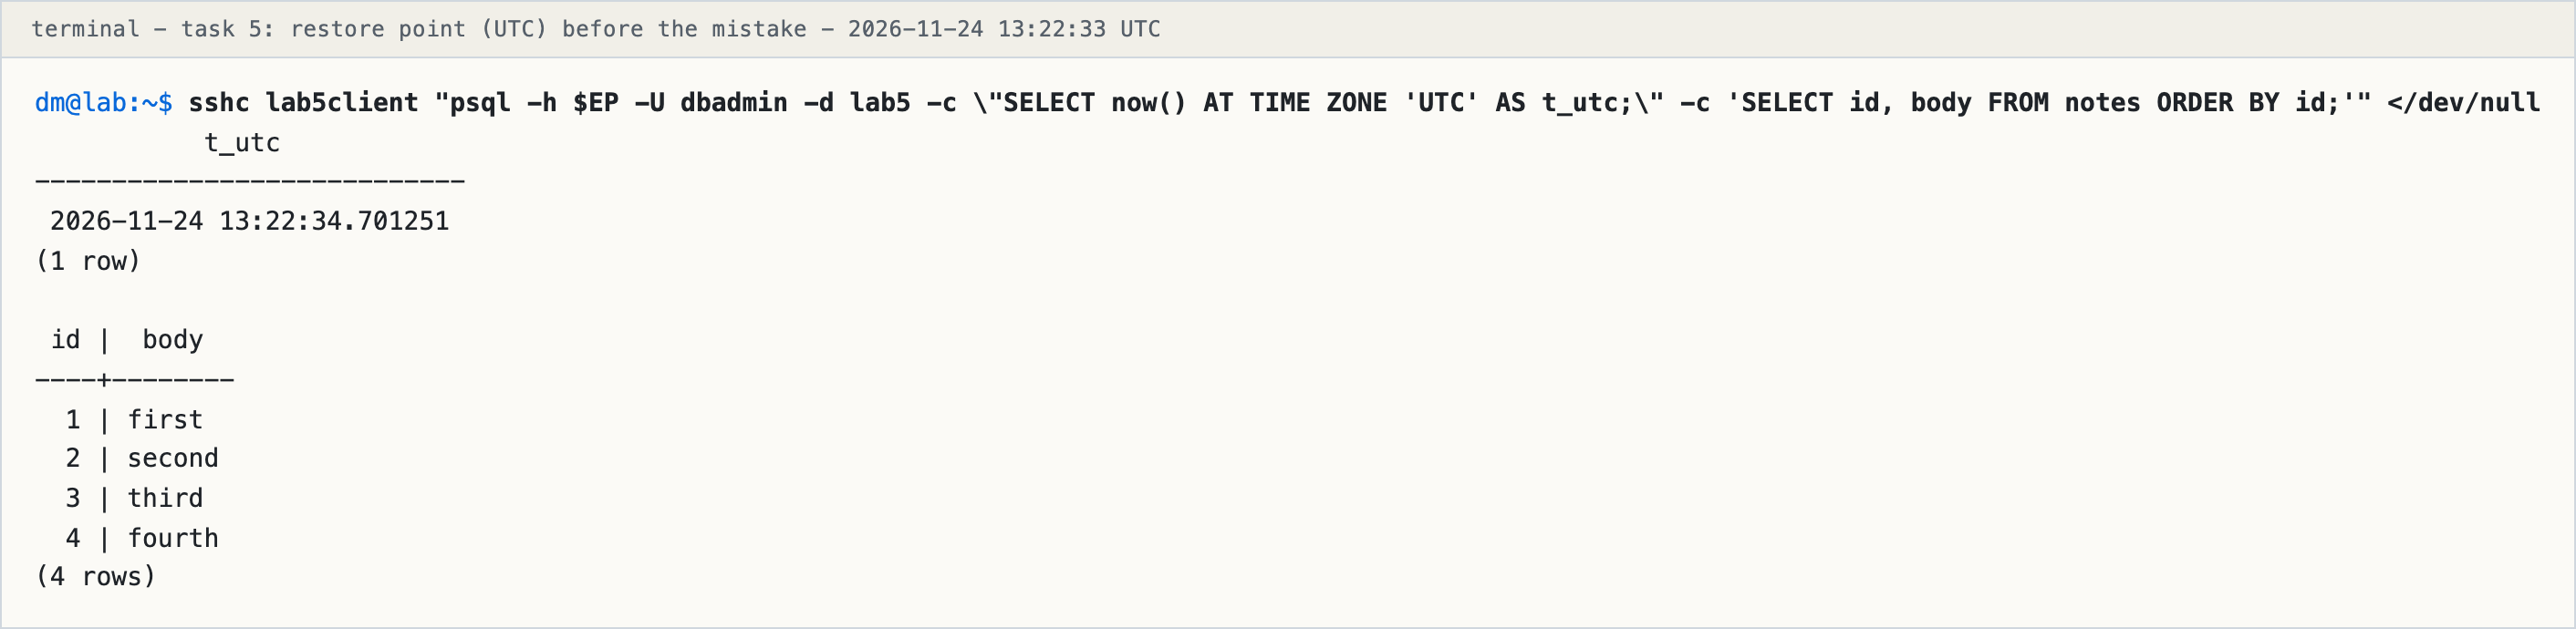 terminal — task 5: restore point (UTC) before the mistake — 2026-11-24 13:22:33 UTC
dm@lab:~$ sshc lab5client "psql -h $EP -U dbadmin -d lab5 -c \"SELECT now() AT TIME ZONE 'UTC' AS t_utc;\" -c 'SELECT id, body FROM notes ORDER BY id;'" </dev/null
           t_utc
----------------------------
 2026-11-24 13:22:34.701251
(1 row)

 id |  body
----+--------
  1 | first
  2 | second
  3 | third
  4 | fourth
(4 rows)